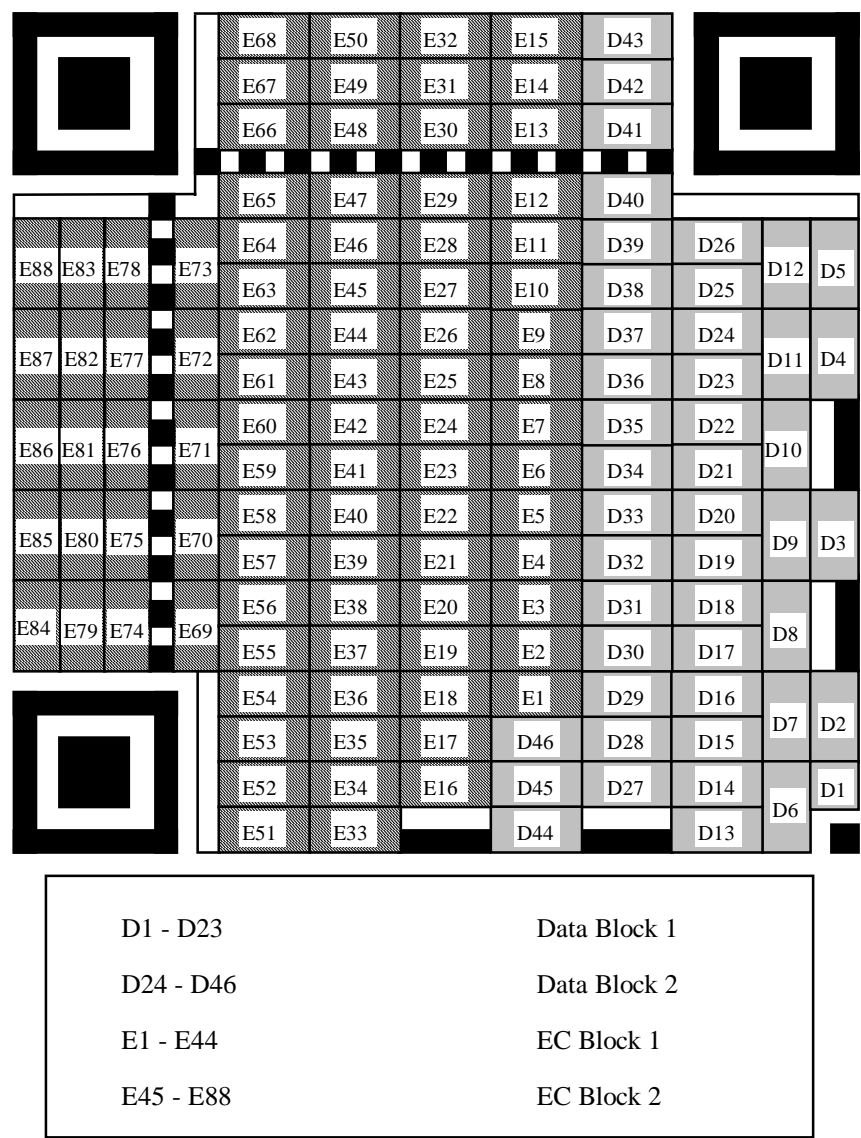 E68 E50 E32 E15 D43
E67 E49 E31 E14 D42
E66 E48 E30 E13 D41
E65 E47 E29 E12 D40
E64 E46 E28 E11 D39 D26
E88 E83 E78 E73 D12 D5
E63 E45 E27 E10 D38 D25
E62 E44 E26 E9 D37 D24
E87 E82 E77 E72 D11 D4
E61 E43 E25 E8 D36 D23
E60 E42 E24 E7 D35 D22
E86 E81 E76 E71 D10
E59 E41 E23 E6 D34 D21
E58 E40 E22 E5 D33 D20
E85 E80 E75 E70 D9 D3
E57 E39 E21 E4 D32 D19
E56 E38 E20 E3 D31 D18
E84 E79 E74 E69 D8
E55 E37 E19 E2 D30 D17
E54 E36 E18 E1 D29 D16
D7 D2
E53 E35 E17 D46 D28 D15
E52 E34 E16 D45 D27 D14 D1
D6
E51 E33 D44 D13
D1 - D23 Data Block 1
D24 - D46 Data Block 2
E1 - E44 EC Block 1
E45 - E88 EC Block 2